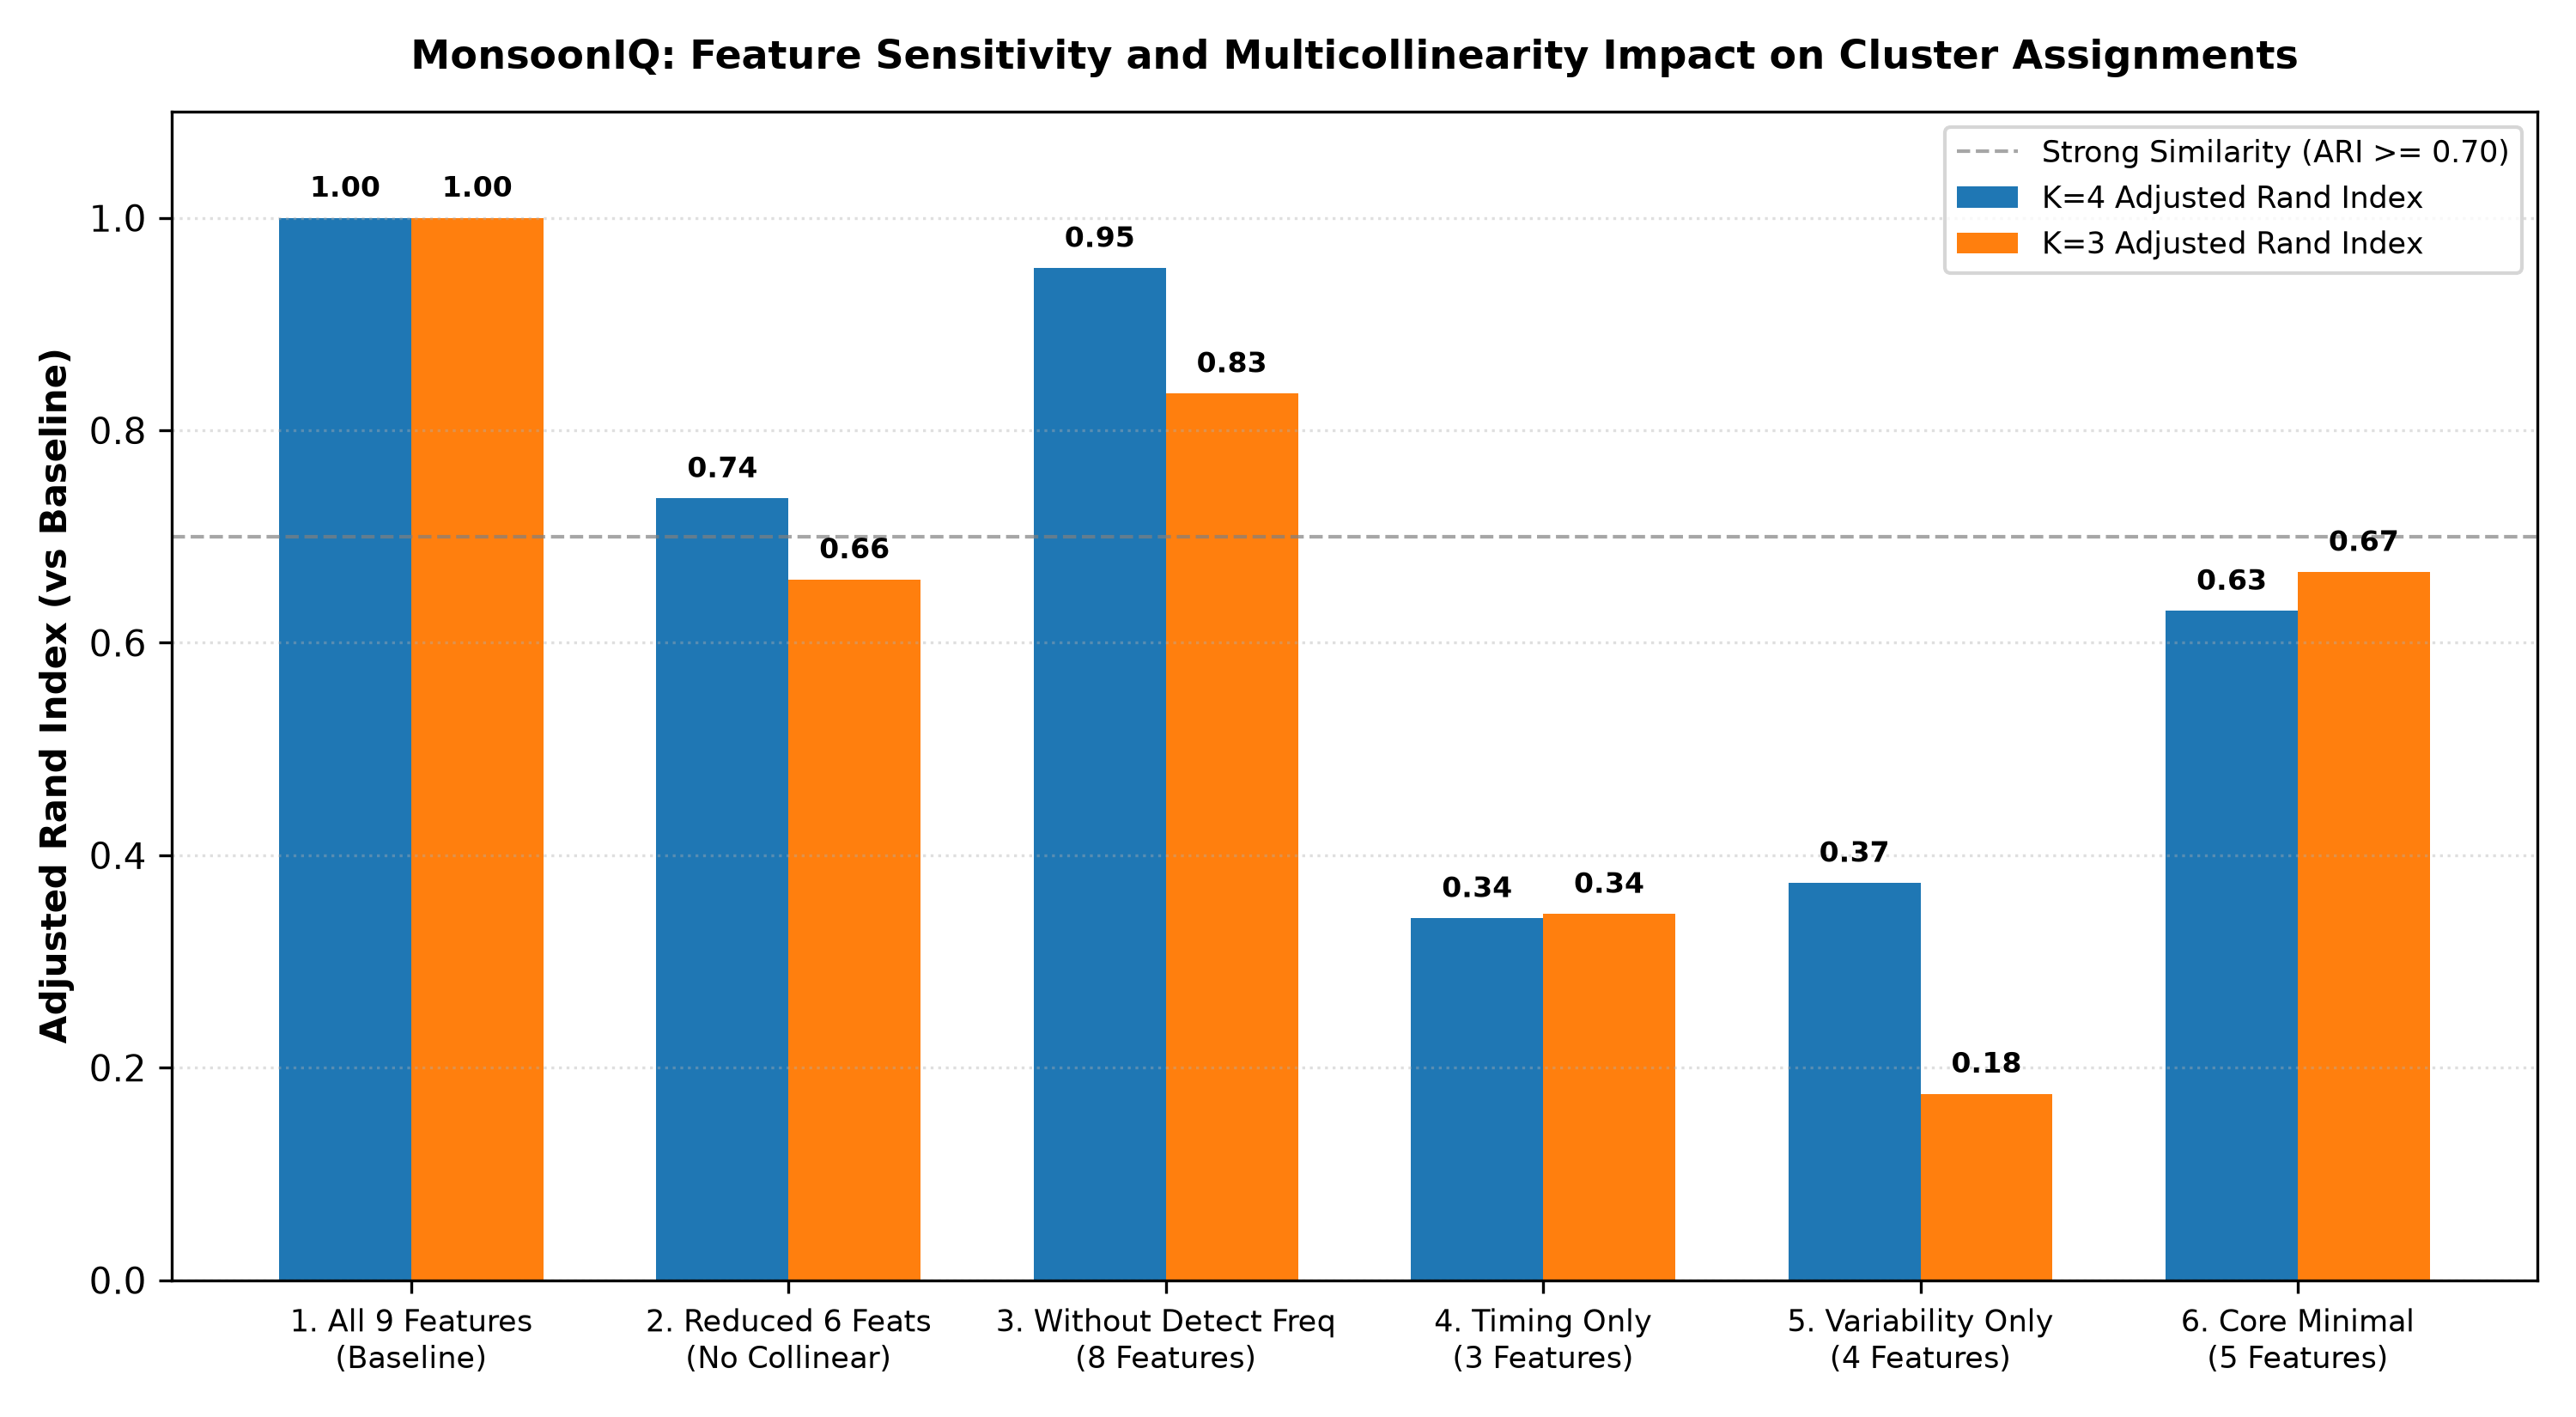 MonsoonIQ: Feature Sensitivity and Multicollinearity Impact on Cluster Assignments
Strong Similarity (ARI >= 0.70)
K=4 Adjusted Rand Index
K=3 Adjusted Rand Index
Adjusted Rand Index (vs Baseline)
1.0
0.8
0.6
0.4
0.2
0.0
1.00
1.00
0.74
0.66
0.95
0.83
0.34
0.34
0.37
0.18
0.63
0.67
1. All 9 Features
(Baseline)
2. Reduced 6 Feats
(No Collinear)
3. Without Detect Freq
(8 Features)
4. Timing Only
(3 Features)
5. Variability Only
(4 Features)
6. Core Minimal
(5 Features)